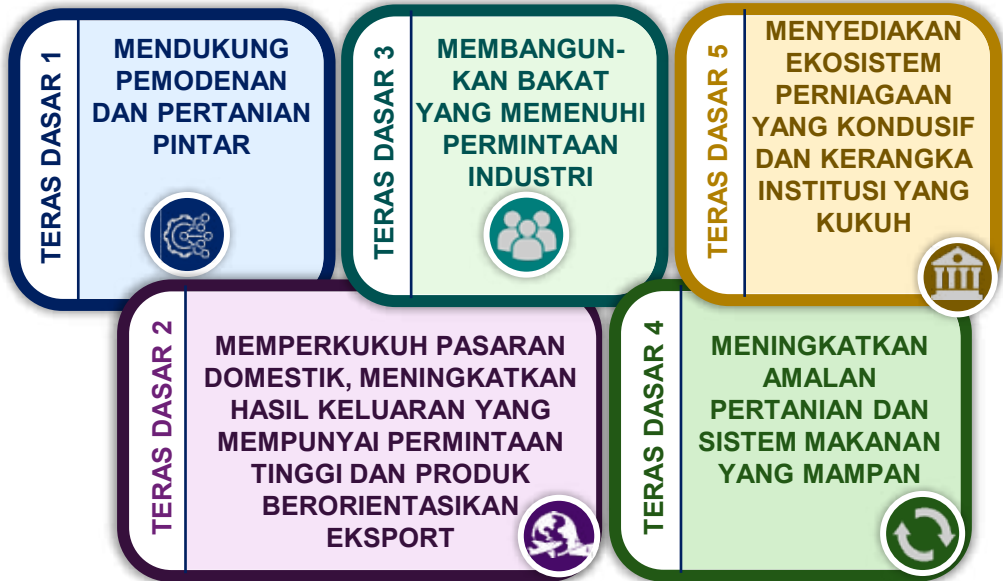 TERAS DASAR 1
MENDUKUNG
PEMODENAN
DAN PERTANIAN
PINTAR
TERAS DASAR 2
MEMPERKUKUH PASARAN
DOMESTIK, MENINGKATKAN
HASIL KELUARAN YANG
MEMPUNYAI PERMINTAAN
TINGGI DAN PRODUK
BERORIENTASIKAN
EKSPORT
TERAS DASAR 3
MEMBANGUN-
KAN BAKAT
YANG MEMENUHI
PERMINTAAN
INDUSTRI
TERAS DASAR 4
MENINGKATKAN
AMALAN
PERTANIAN DAN
SISTEM MAKANAN
YANG MAMPAN
TERAS DASAR 5
MENYEDIAKAN
EKOSISTEM
PERNIAGAAN
YANG KONDUSIF
DAN KERANGKA
INSTITUSI YANG
KUKUH